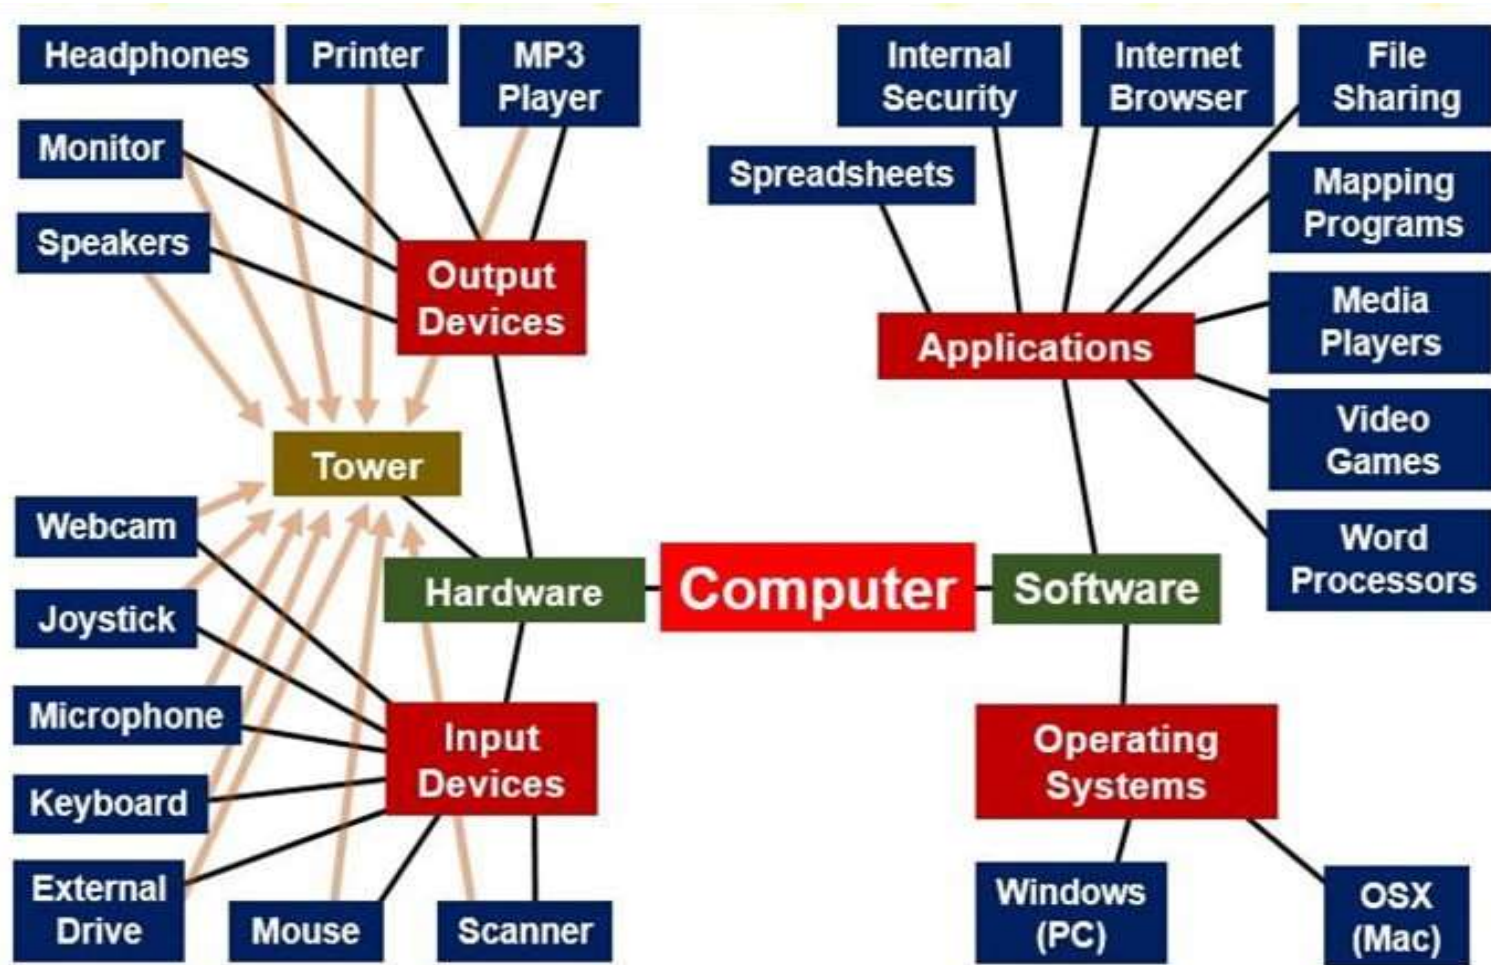 Headphones
Printer
MP3
Player
Monitor
Speakers
Output
Devices
Tower
Webcam
Joystick
Microphone
Keyboard
External
Drive
Mouse
Scanner
Input
Devices
Hardware
Computer
Software
Internal
Security
Internet
Browser
File
Sharing
Spreadsheets
Mapping
Programs
Applications
Media
Players
Video
Games
Word
Processors
Operating
Systems
Windows
(PC)
OSX
(Mac)